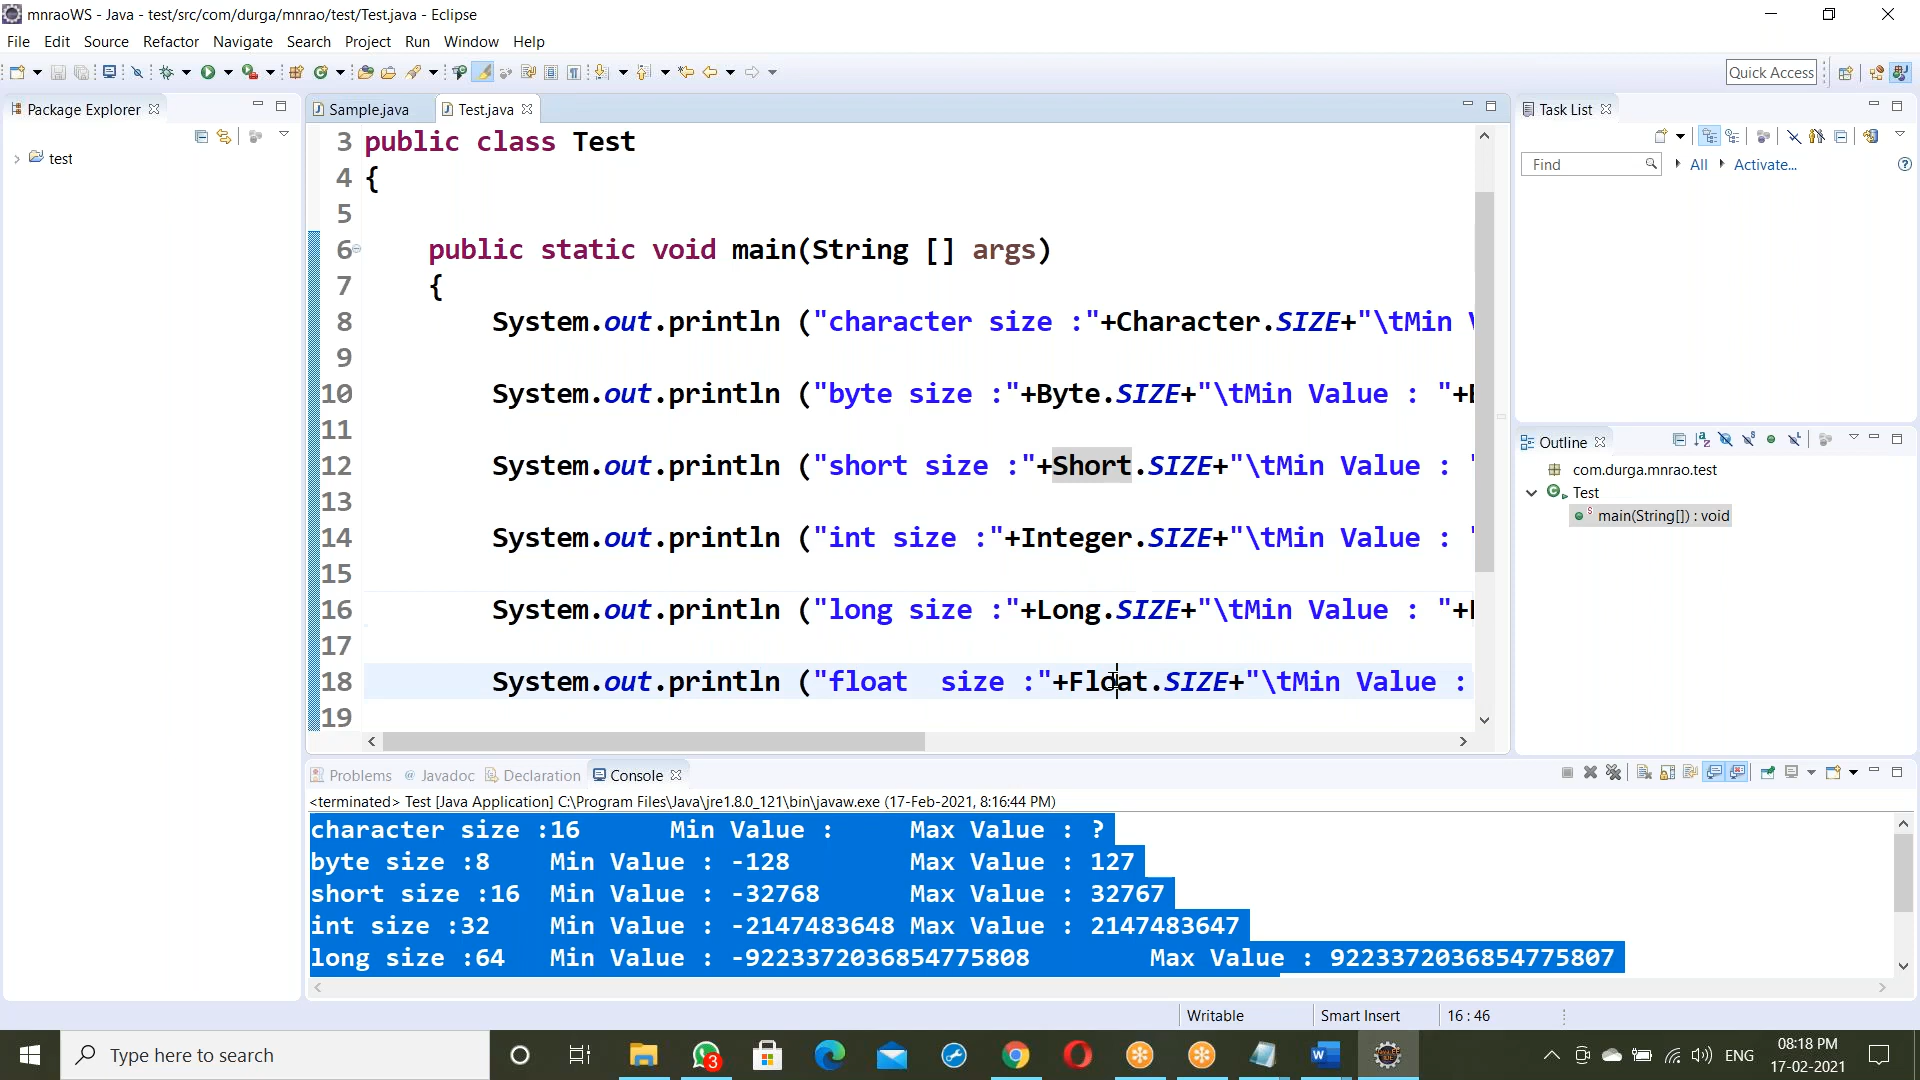 mnraoWS - Java - test/src/com/durga/mnrao/test/Test.java - Eclipse
File Edit Source Refactor Navigate Search Project Run Window Help
Quick Access
Package Explorer
test
Sample.java Test.java
3 public class Test
4 {
5
6 public static void main(String [] args)
7 {
8 System.out.println ("character size :"+Character.SIZE+"\tMin
9
10 System.out.println ("byte size :"+Byte.SIZE+"\tMin Value : "+
11
12 System.out.println ("short size :"+Short.SIZE+"\tMin Value : "
13
14 System.out.println ("int size :"+Integer.SIZE+"\tMin Value : "
15
16 System.out.println ("long size :"+Long.SIZE+"\tMin Value : "+
17
18 System.out.println ("float  size :"+Float.SIZE+"\tMin Value :
19
Task List
Find All Activate...
Outline
com.durga.mnrao.test
Test
main(String[]) : void
Problems Javadoc Declaration Console
<terminated> Test [Java Application] C:\Program Files\Java\jre1.8.0_121\bin\javaw.exe (17-Feb-2021, 8:16:44 PM)
character size :16 Min Value : Max Value : ?
byte size :8 Min Value : -128 Max Value : 127
short size :16 Min Value : -32768 Max Value : 32767
int size :32 Min Value : -2147483648 Max Value : 2147483647
long size :64 Min Value : -9223372036854775808 Max Value : 9223372036854775807
Writable Smart Insert 16 : 46
Type here to search
3
ENG
08:18 PM
17-02-2021